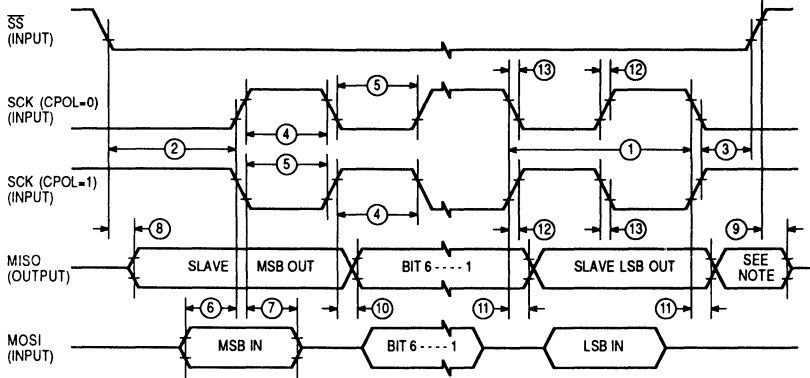 SS
(INPUT)
13
12
5
SCK (CPOL=0)
(INPUT)
4
2
5
1
3
SCK (CPOL=1)
(INPUT)
4
8
12
13
9
MISO
(OUTPUT)
SLAVE MSB OUT
BIT 6 - - - - 1
SLAVE LSB OUT
SEE
NOTE
6
7
10
11
11
MOSI
(INPUT)
MSB IN
BIT 6 - - - - 1
LSB IN